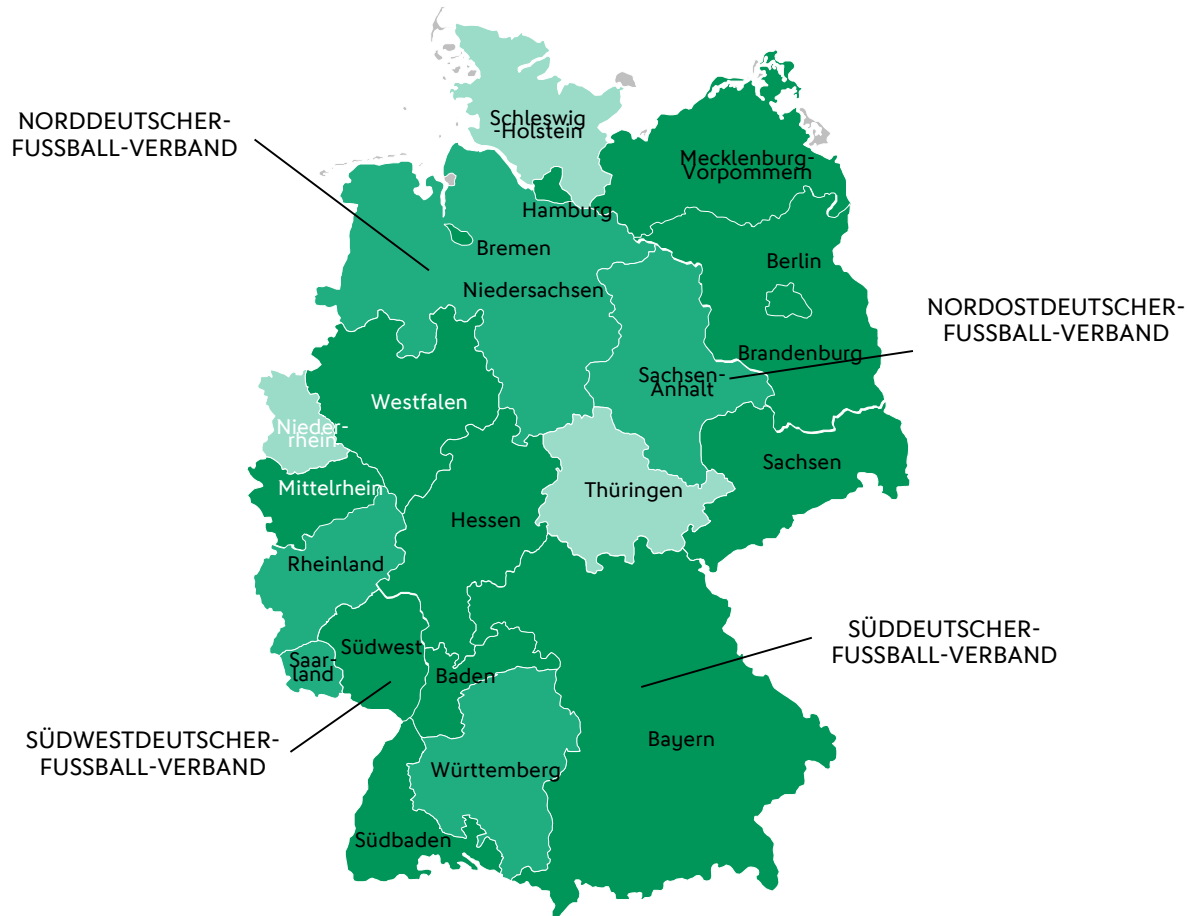 Schleswig
-Holstein
NORDDEUTSCHER-
FUSSBALL-VERBAND
Mecklenburg-
Vorpommern
Hamburg
Bremen
Berlin
Niedersachsen
NORDOSTDEUTSCHER-
FUSSBALL-VERBAND
Brandenburg
Sachsen-
Anhalt
Westfalen
Nieder-
rhein
Sachsen
Mittelrhein
Thüringen
Hessen
Rheinland
SÜDDEUTSCHER-
FUSSBALL-VERBAND
Südwest
Saar-
land
Baden
SÜDWESTDEUTSCHER-
FUSSBALL-VERBAND
Bayern
Württemberg
Südbaden